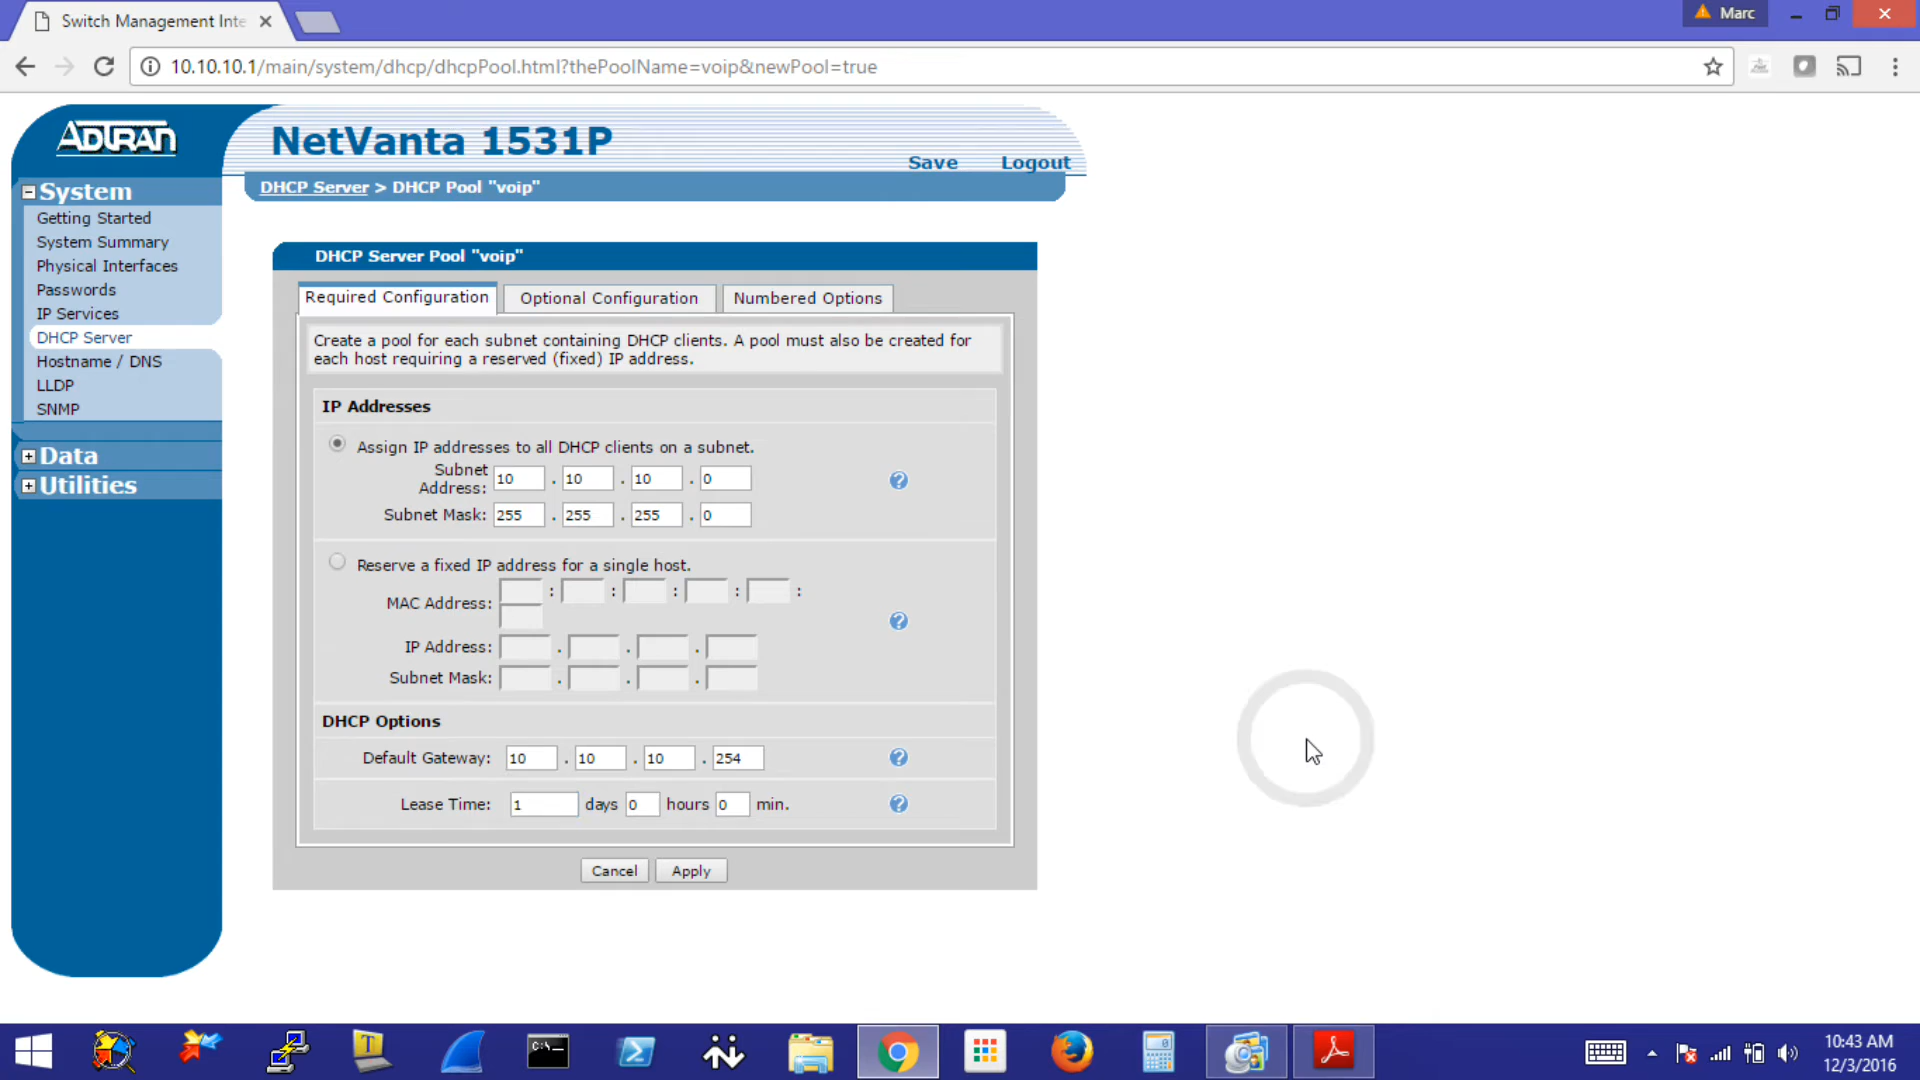 Switch Management Inte
Marc
10.10.10.1/main/system/dhcp/dhcpPool.html?thePoolName=voip&newPool=true
ADTRAN
NetVanta 1531P
Save
Logout
DHCP Server > DHCP Pool "voip"
System
Getting Started
System Summary
Physical Interfaces
Passwords
IP Services
DHCP Server
Hostname / DNS
LLDP
SNMP
Data
Utilities
DHCP Server Pool "voip"
Required Configuration
Optional Configuration
Numbered Options
Create a pool for each subnet containing DHCP clients. A pool must also be created for
each host requiring a reserved (fixed) IP address.
IP Addresses
Assign IP addresses to all DHCP clients on a subnet.
Subnet
Address: 10 . 10 . 10 . 0
Subnet Mask: 255 . 255 . 255 . 0
Reserve a fixed IP address for a single host.
MAC Address: : : : : :
IP Address: . . .
Subnet Mask: . . .
DHCP Options
Default Gateway: 10 . 10 . 10 . 254
Lease Time: 1 days 0 hours 0 min.
Cancel
Apply
10:43 AM
12/3/2016